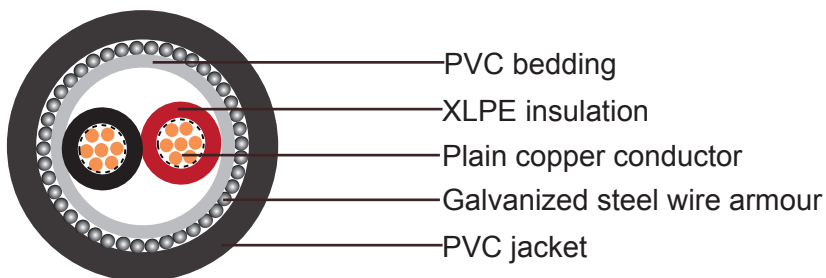 PVC bedding
XLPE insulation
Plain copper conductor
Galvanized steel wire armour
PVC jacket